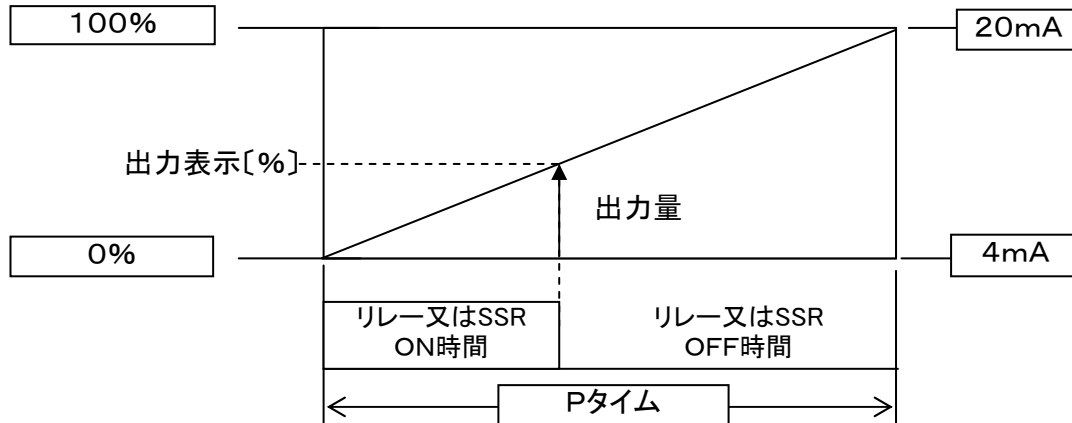 100%
20mA
出力表示〔%〕
出力量
0%
4mA
リレー又はSSR
ON時間
リレー又はSSR
OFF時間
Pタイム